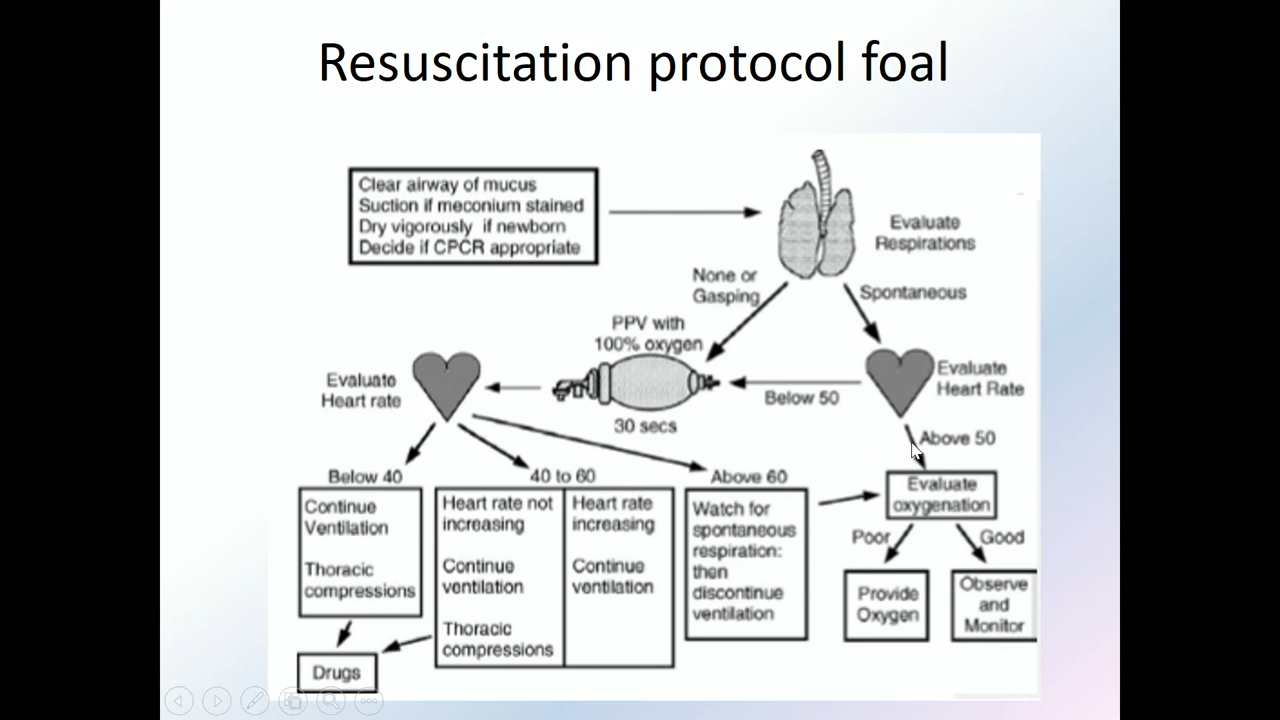 Resuscitation protocol foal
Clear airway of mucus
Suction if meconium stained
Dry vigorously if newborn
Decide if CPCR appropriate
Evaluate
Respirations
None or
Gasping
Spontaneous
PPV with
100% oxygen
30 secs
Evaluate
Heart rate
Below 50
Evaluate
Heart Rate
Above 50
Below 40
Continue
Ventilation
Thoracic
compressions
Drugs
40 to 60
Heart rate not
increasing
Continue
ventilation
Thoracic
compressions
Heart rate
increasing
Continue
ventilation
Above 60
Watch for
spontaneous
respiration:
then
discontinue
ventilation
Evaluate
oxygenation
Poor
Good
Provide
Oxygen
Observe
and
Monitor